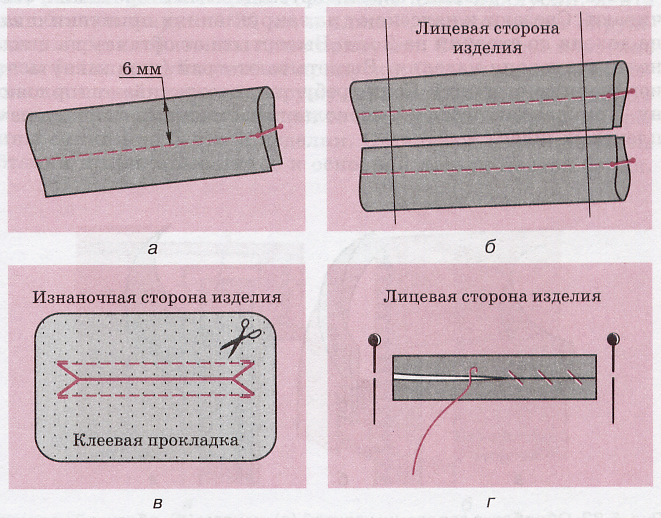 6 мм
Лицевая сторона
изделия
а
б
Изнаночная сторона изделия
Клеевая прокладка
Лицевая сторона изделия
в
г